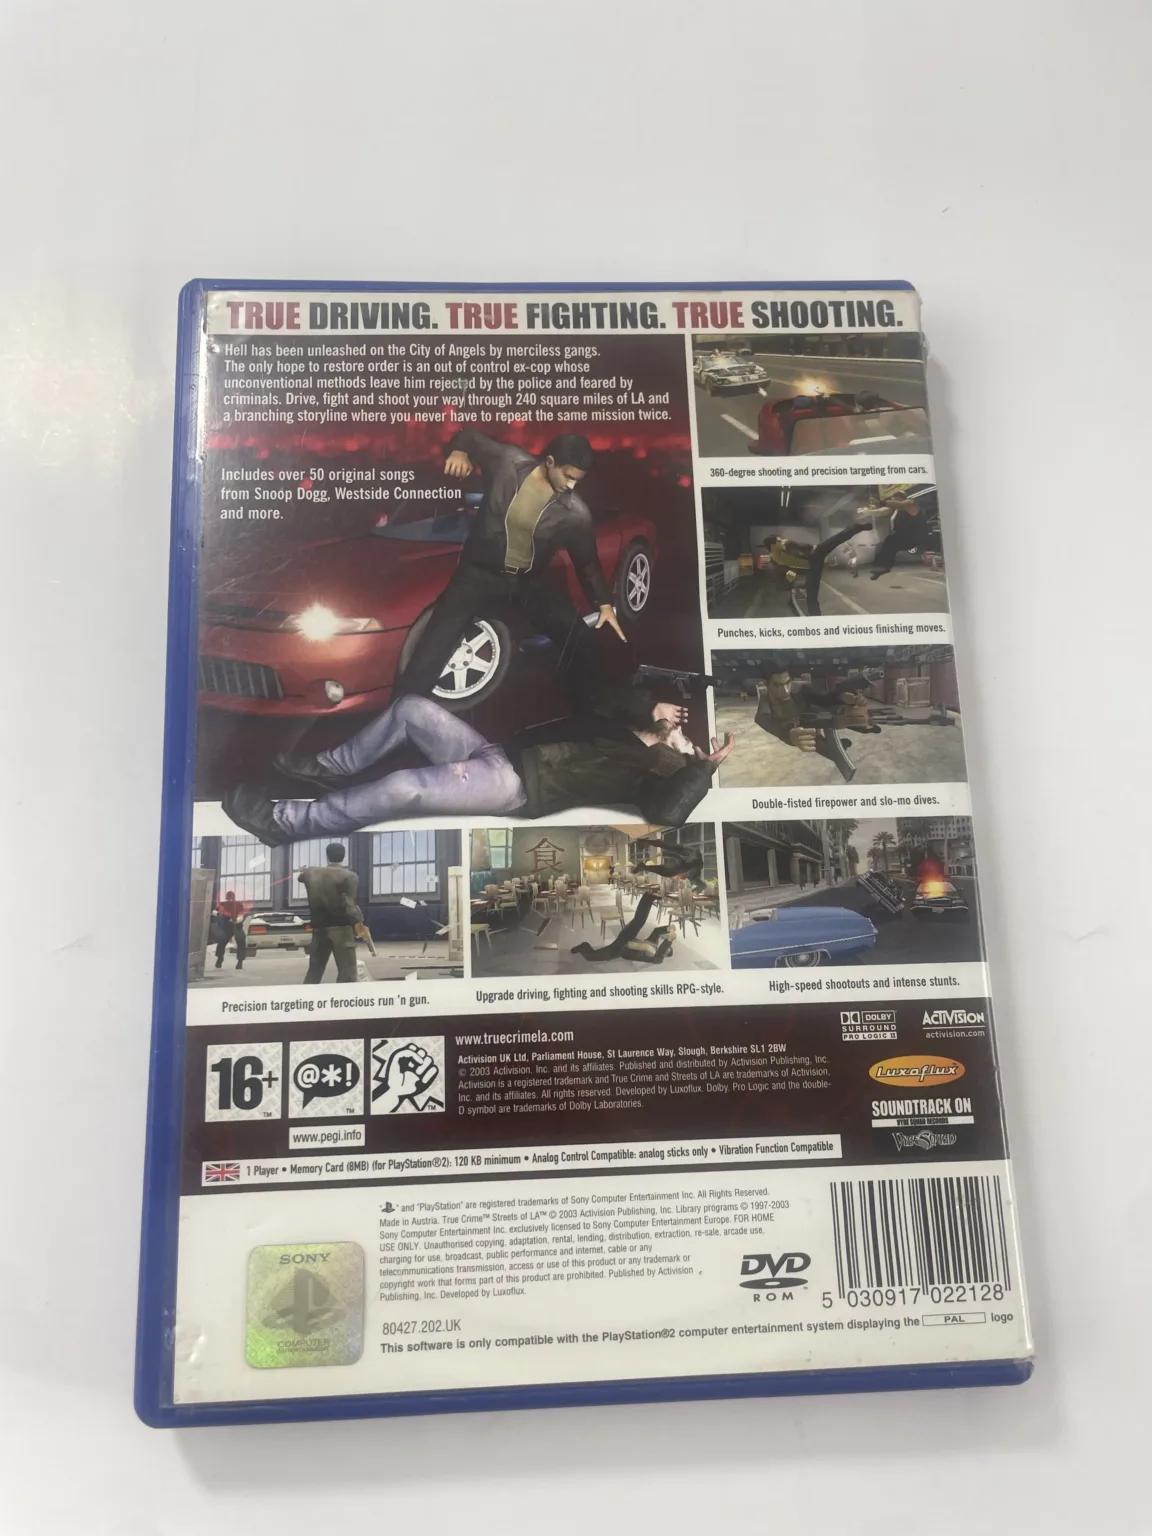 TRUE DRIVING. TRUE FIGHTING. TRUE SHOOTING.
Hell has been unleashed on the City of Angels by merciless gangs.
The only hope to restore order is an out of control ex-cop whose
unconventional methods leave him rejected by the police and feared by
criminals. Drive, fight and shoot your way through 240 square miles of LA and
a branching storyline where you never have to repeat the same mission twice.
Includes over 50 original songs
from Snoop Dogg, Westside Connection
and more.
360-degree shooting and precision targeting from cars.
Punches, kicks, combos and vicious finishing moves.
Double-fisted firepower and slo-mo dives.
食
Precision targeting or ferocious run 'n gun.
Upgrade driving, fighting and shooting skills RPG-style.
High-speed shootouts and intense stunts.
16+
@*!
www.pegi.info
www.truecrimela.com
Activision UK Ltd, Parliament House, St Laurence Way, Slough, Berkshire SL1 2BW
© 2003 Activision, Inc. and its affiliates. Published and distributed by Activision Publishing, Inc.
Activision is a registered trademark and True Crime and Streets of LA are trademarks of Activision,
Inc. and its affiliates. All rights reserved. Developed by Luxoflux. Dolby, Pro Logic and the double-
D symbol are trademarks of Dolby Laboratories.
DOLBY
SURROUND
PRO LOGIC II
ACTIVISION
activision.com
Luxoflux
SOUNDTRACK ON
1 Player • Memory Card (8MB) (for PlayStation®2): 120 KB minimum • Analog Control Compatible: analog sticks only • Vibration Function Compatible
" " and "PlayStation" are registered trademarks of Sony Computer Entertainment Inc. All Rights Reserved.
Made in Austria. True Crime™ Streets of LA™ © 2003 Activision Publishing, Inc. Library programs © 1997-2003
Sony Computer Entertainment Inc. exclusively licensed to Sony Computer Entertainment Europe. FOR HOME
USE ONLY. Unauthorised copying, adaptation, rental, lending, distribution, extraction, re-sale, arcade use,
charging for use, broadcast, public performance and internet, cable or any
telecommunications transmission, access or use of this product or any trademark or
copyright work that forms part of this product are prohibited. Published by Activision
Publishing, Inc. Developed by Luxoflux.
SONY
COMPUTER
ENTERTAINMENT
DVD
ROM
5 030917 022128
80427.202.UK
This software is only compatible with the PlayStation®2 computer entertainment system displaying the PAL logo